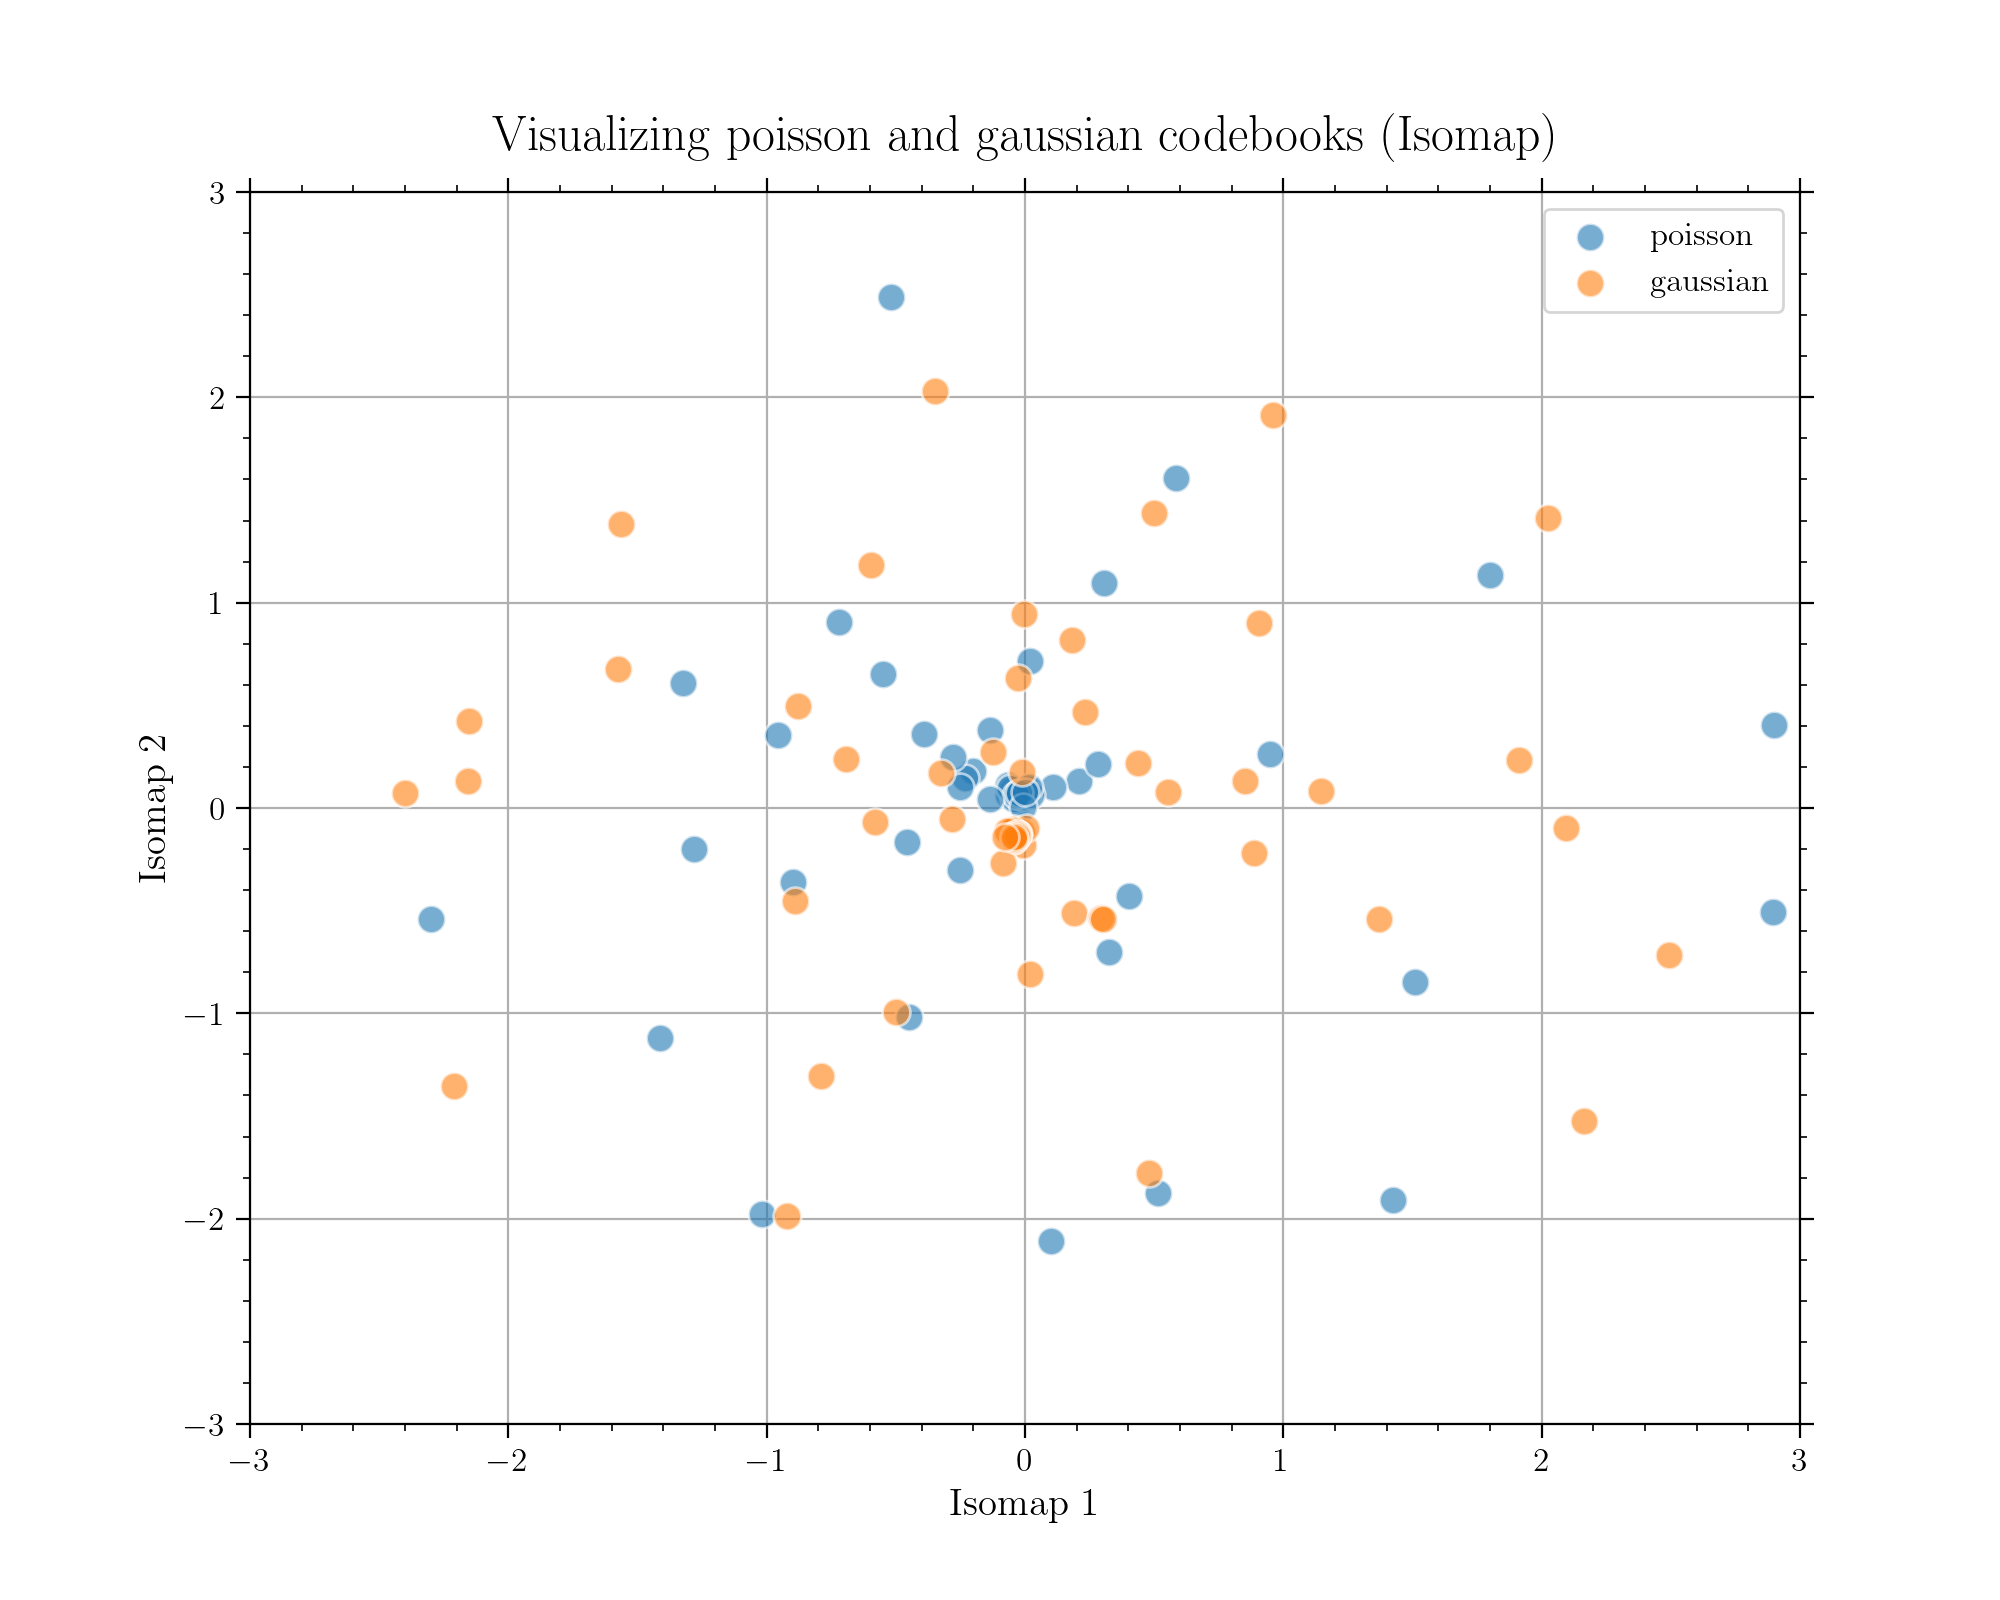 Visualizing poisson and gaussian codebooks (Isomap)
poisson
gaussian
3
2
1
0
−1
−2
−3
Isomap 2
−3
−2
−1
0
1
2
3
Isomap 1